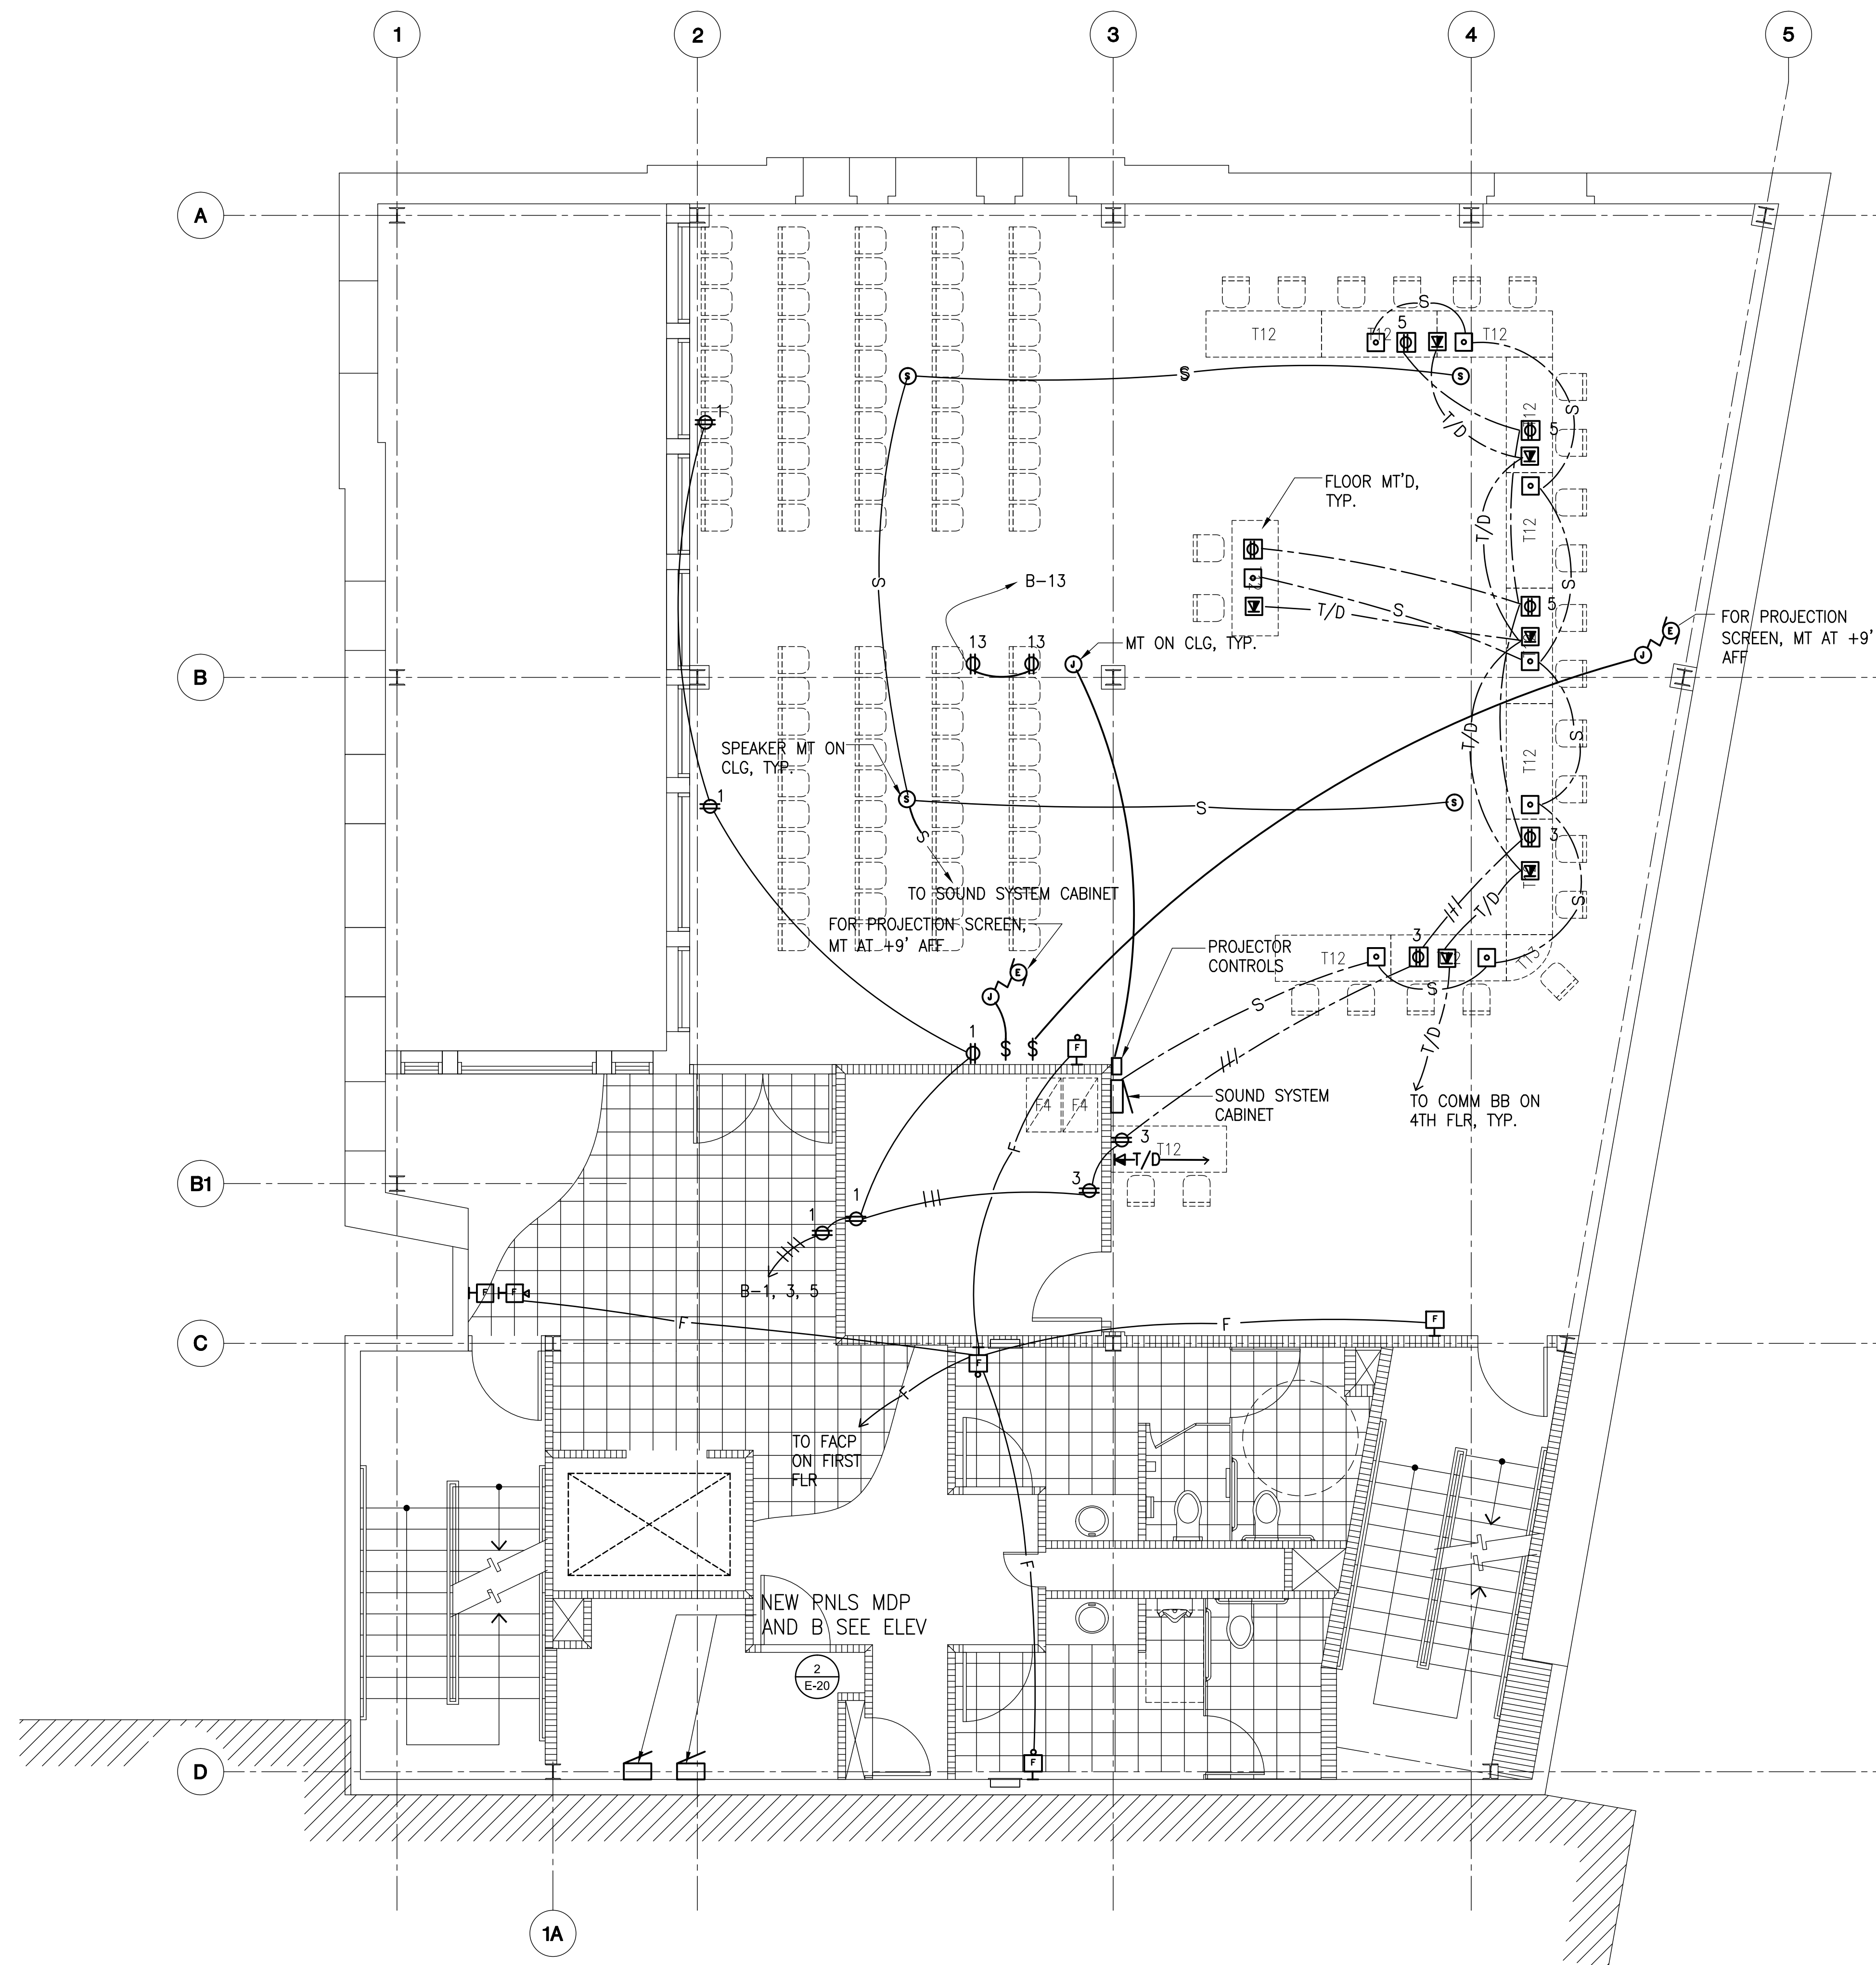 1
2
3
4
5
A
T12
T12
T12
5
S
S
S
S
S
1
T12
5
S
T/D
FLOOR MT'D,
TYP.
T/D
T12
S
B-13
T12
T/D
S
5
FOR PROJECTION
SCREEN, MT AT +9'
AFF
E
J
13
13
J
MT ON CLG, TYP.
B
SPEAKER MT ON
CLG, TYP.
T/D
T12
S
1
S
S
S
3
S
TO SOUND SYSTEM CABINET
T/D
S
FOR PROJECTION SCREEN,
MT AT +9' AFF
PROJECTOR
CONTROLS
3
T12
T13
E
J
S
S
1
$
$
F
T/D
F4
F4
SOUND SYSTEM
CABINET
TO COMM BB ON
4TH FLR, TYP.
F
3
T12
T/D
B1
3
1
1
B-1, 3, 5
F
F
F
F
F
C
F
F
TO FACP
ON FIRST
FLR
F
NEW PNLS MDP
AND B SEE ELEV
2
E-20
D
F
1A